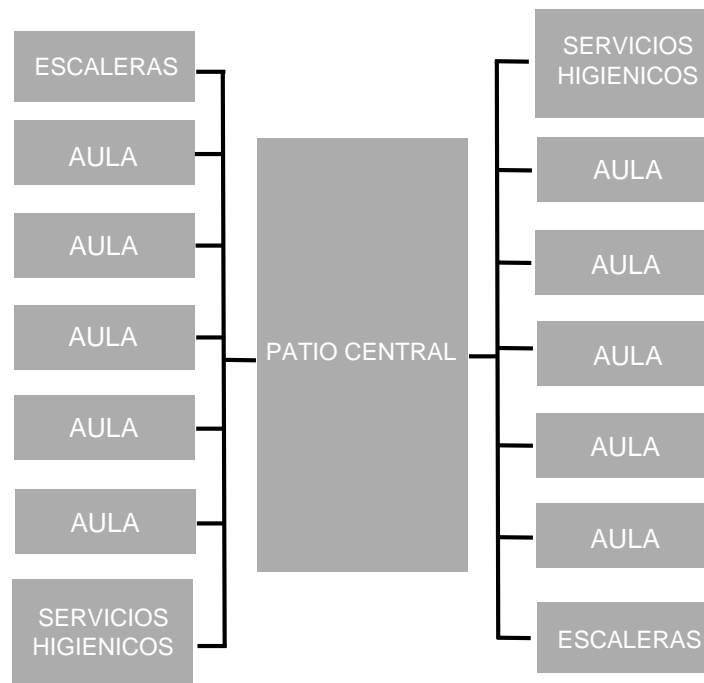 ESCALERAS
AULA
AULA
AULA
AULA
AULA
SERVICIOS
HIGIENICOS
PATIO CENTRAL
SERVICIOS
HIGIENICOS
AULA
AULA
AULA
AULA
AULA
ESCALERAS